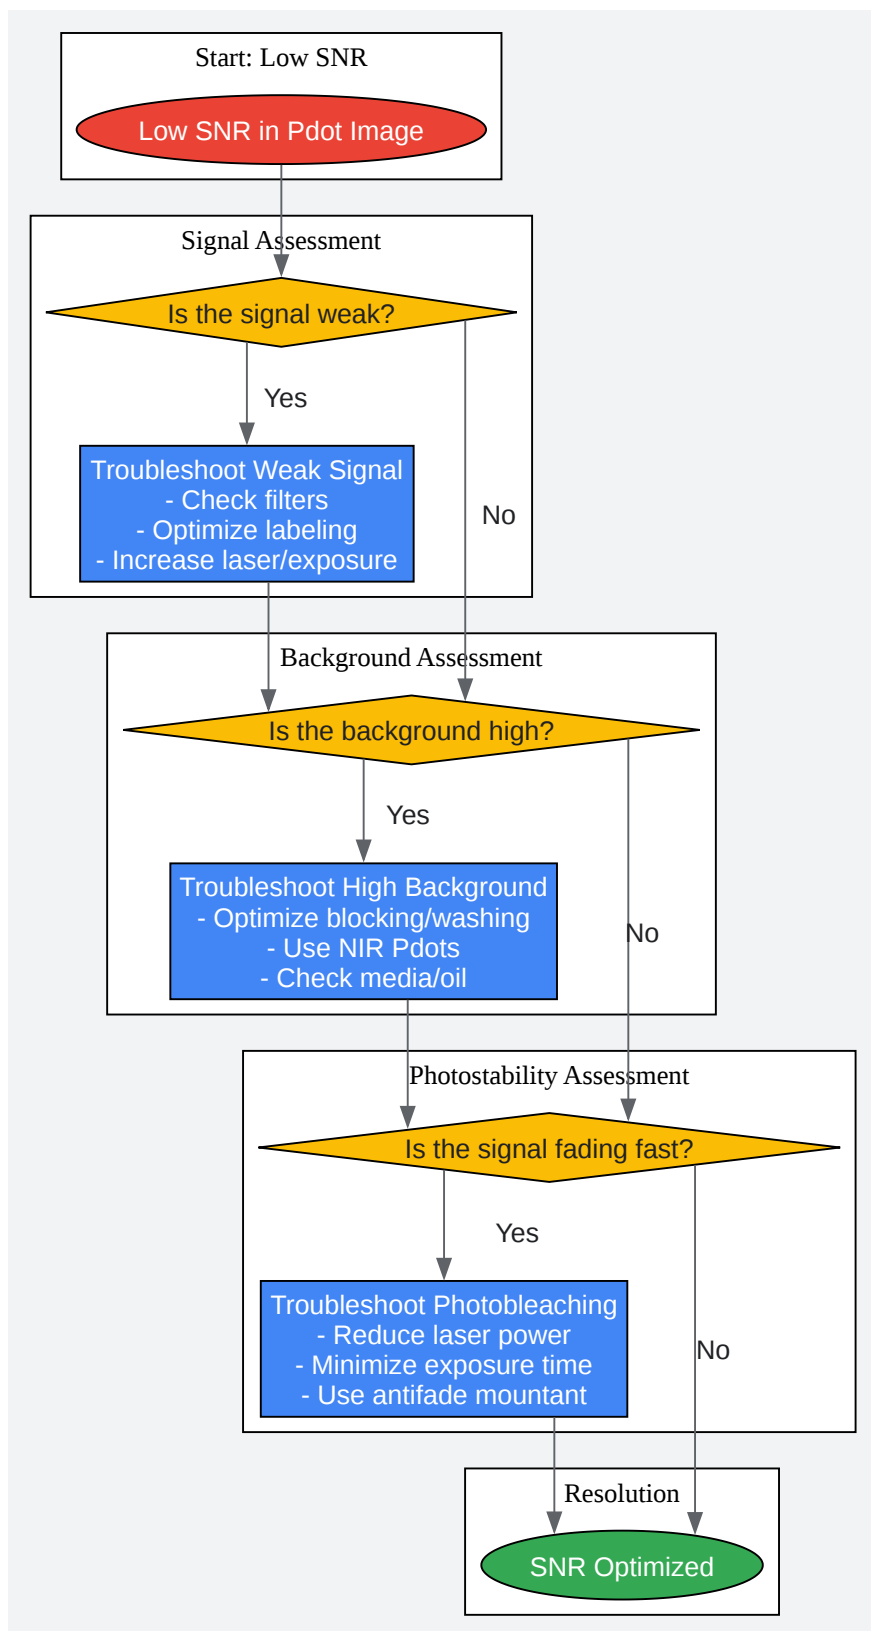 Start: Low SNR
Low SNR in Pdot Image
Signal Assessment
Is the signal weak?
Yes
Troubleshoot Weak Signal
- Check filters
- Optimize labeling
- Increase laser/exposure
No
Background Assessment
Is the background high?
Yes
Troubleshoot High Background
- Optimize blocking/washing
- Use NIR Pdots
- Check media/oil
No
Photostability Assessment
Is the signal fading fast?
Yes
Troubleshoot Photobleaching
- Reduce laser power
- Minimize exposure time
- Use antifade mountant
No
Resolution
SNR Optimized